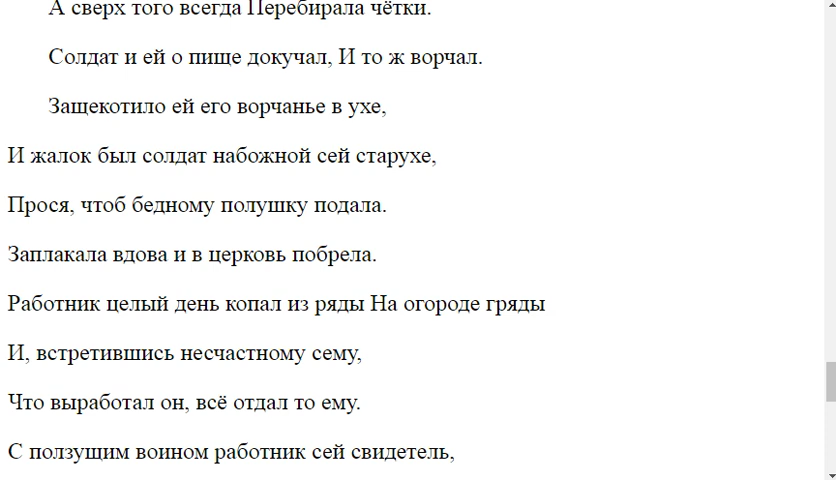 А сверх того всегда Перебирала чётки.
Солдат и ей о пище докучал, И то ж ворчал.
Защекотило ей его ворчанье в ухе,
И жалок был солдат набожной сей старухе,
Прося, чтоб бедному полушку подала.
Заплакала вдова и в церковь побрела.
Работник целый день копал из ряды На огороде гряды
И, встретившись несчастному сему,
Что выработал он, всё отдал то ему.
С ползущим воином работник сей свидетель,